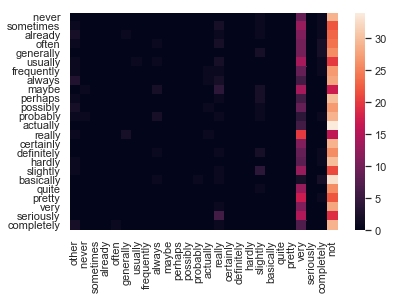 never
sometimes
already
often
generally
usually
frequently
always
maybe
perhaps
possibly
probably
actually
really
certainly
definitely
hardly
slightly
basically
quite
pretty
very
seriously
completely
other
never
sometimes
already
often
generally
usually
frequently
always
maybe
perhaps
possibly
probably
actually
really
certainly
definitely
hardly
slightly
basically
quite
pretty
very
seriously
completely
not
30
25
20
15
10
5
0